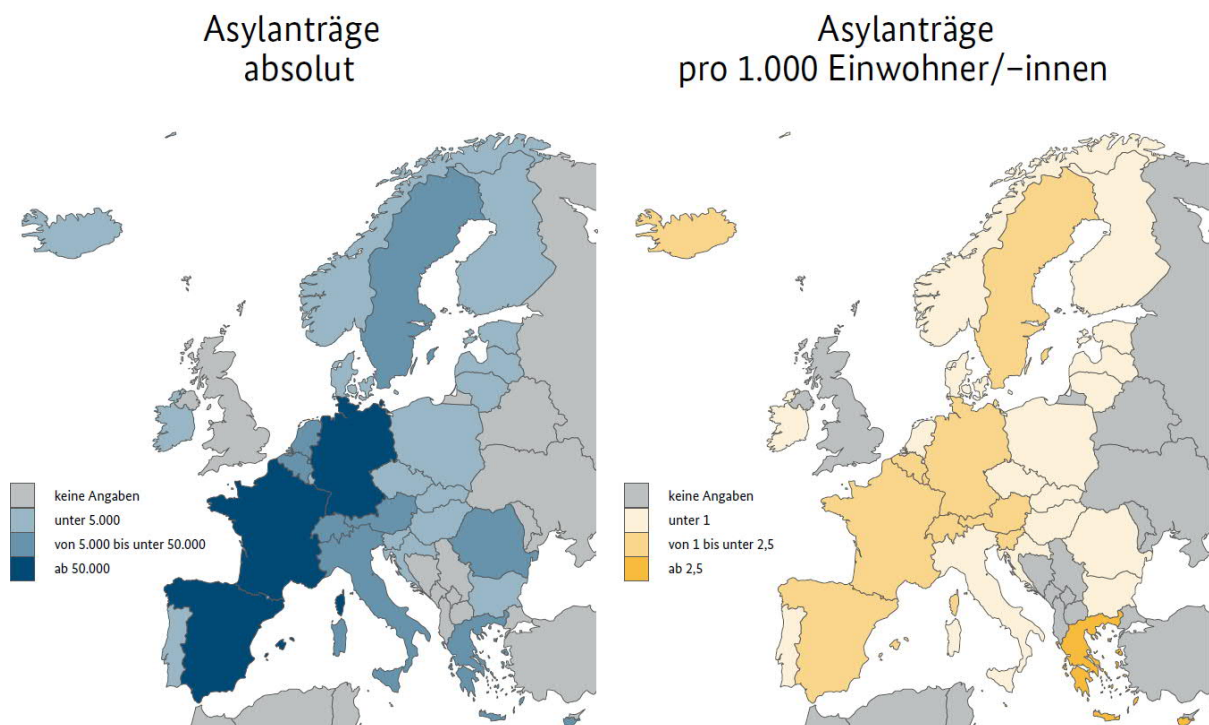 Asylanträge
absolut
keine Angaben
unter 5.000
von 5.000 bis unter 50.000
ab 50.000
Asylanträge
pro 1.000 Einwohner/-innen
keine Angaben
unter 1
von 1 bis unter 2,5
ab 2,5